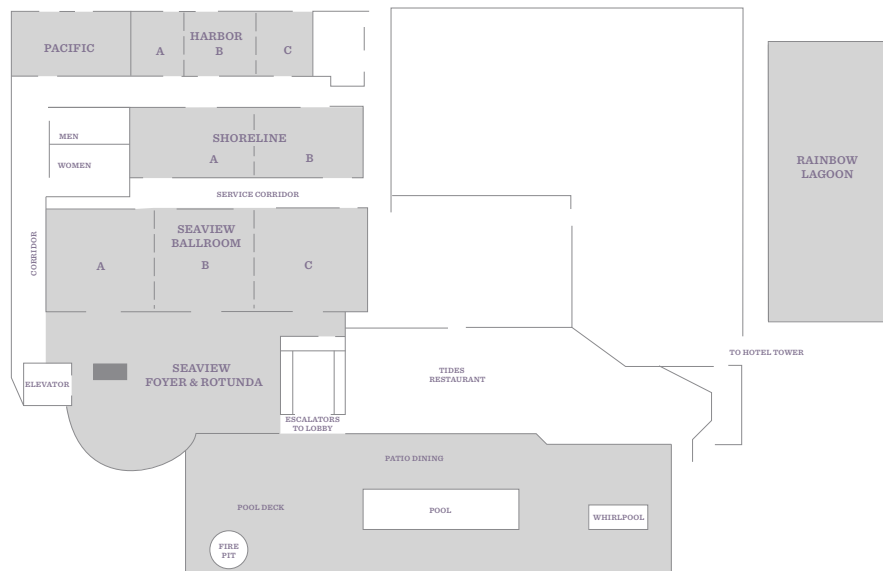 PACIFIC
HARBOR
A
B
C
MEN
WOMEN
SHORELINE
A
B
RAINBOW
LAGOON
SERVICE CORRIDOR
CORRIDOR
SEAVIEW
BALLROOM
A
B
C
TO HOTEL TOWER
ELEVATOR
SEAVIEW
FOYER & ROTUNDA
TIDES
RESTAURANT
ESCALATORS
TO LOBBY
PATIO DINING
POOL DECK
POOL
WHIRLPOOL
FIRE
PIT